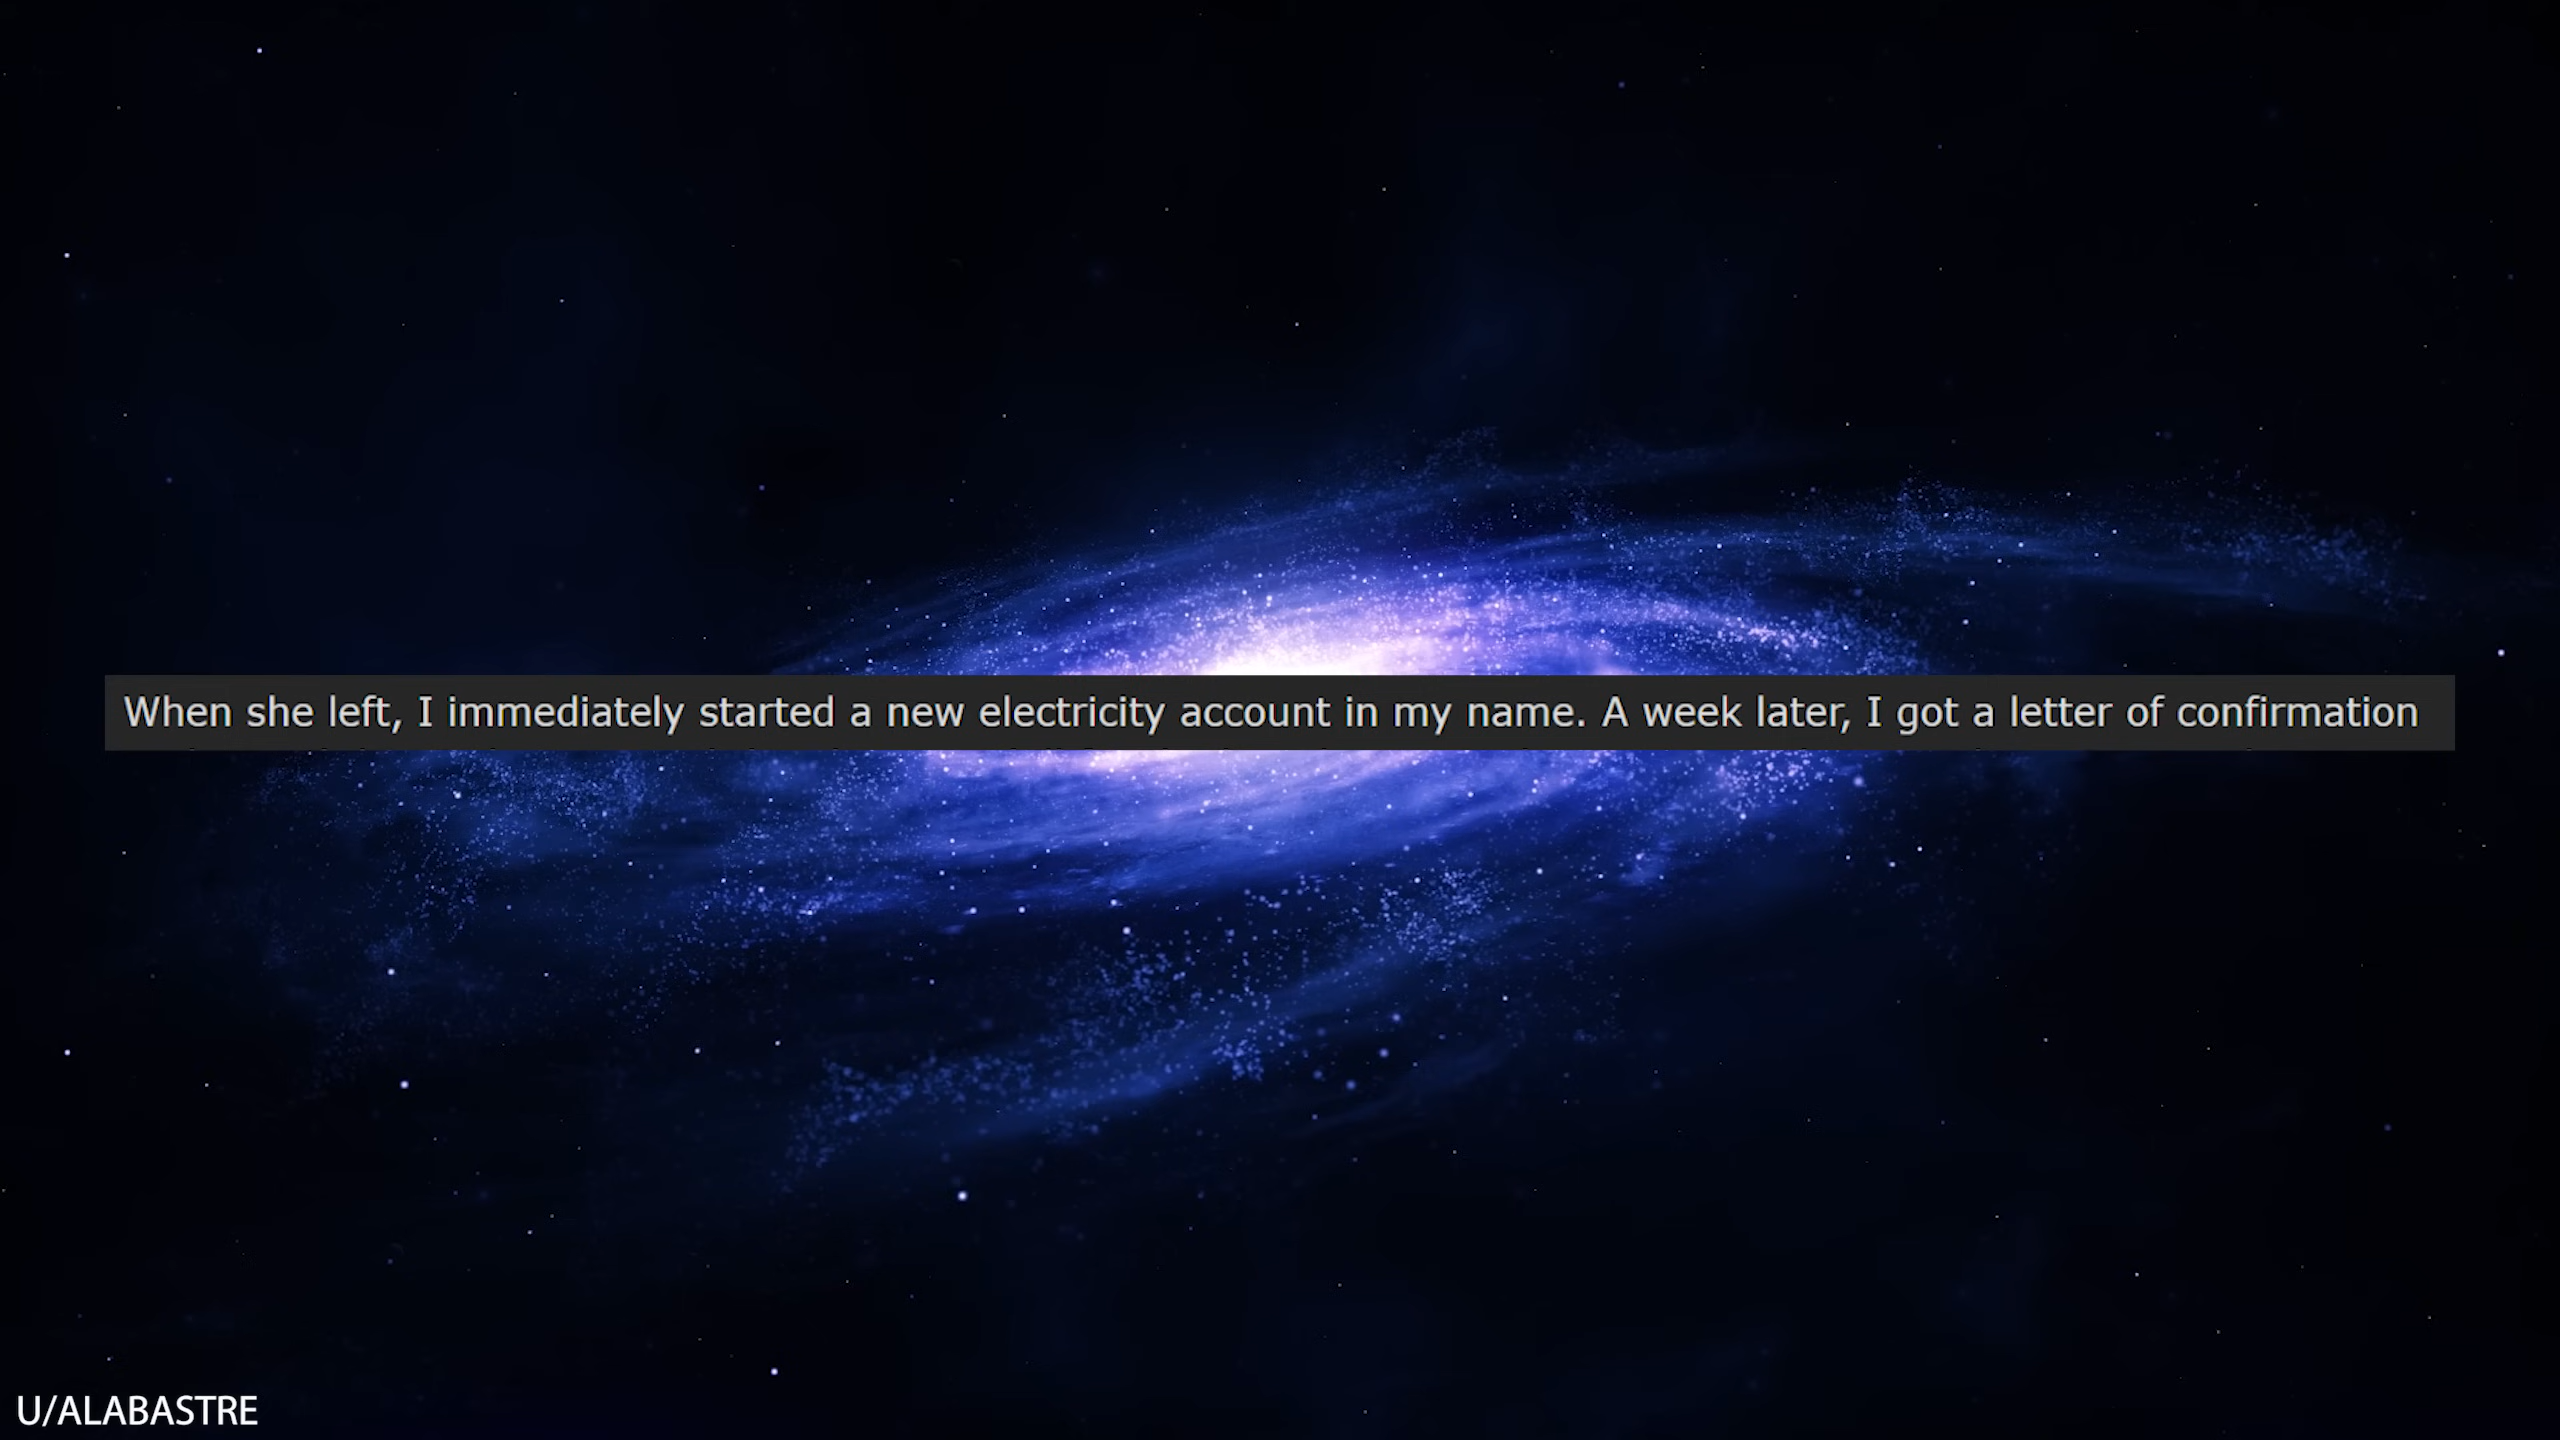 When she left, I immediately started a new electricity account in my name. A week later, I got a letter of confirmation
U/ALABASTRE